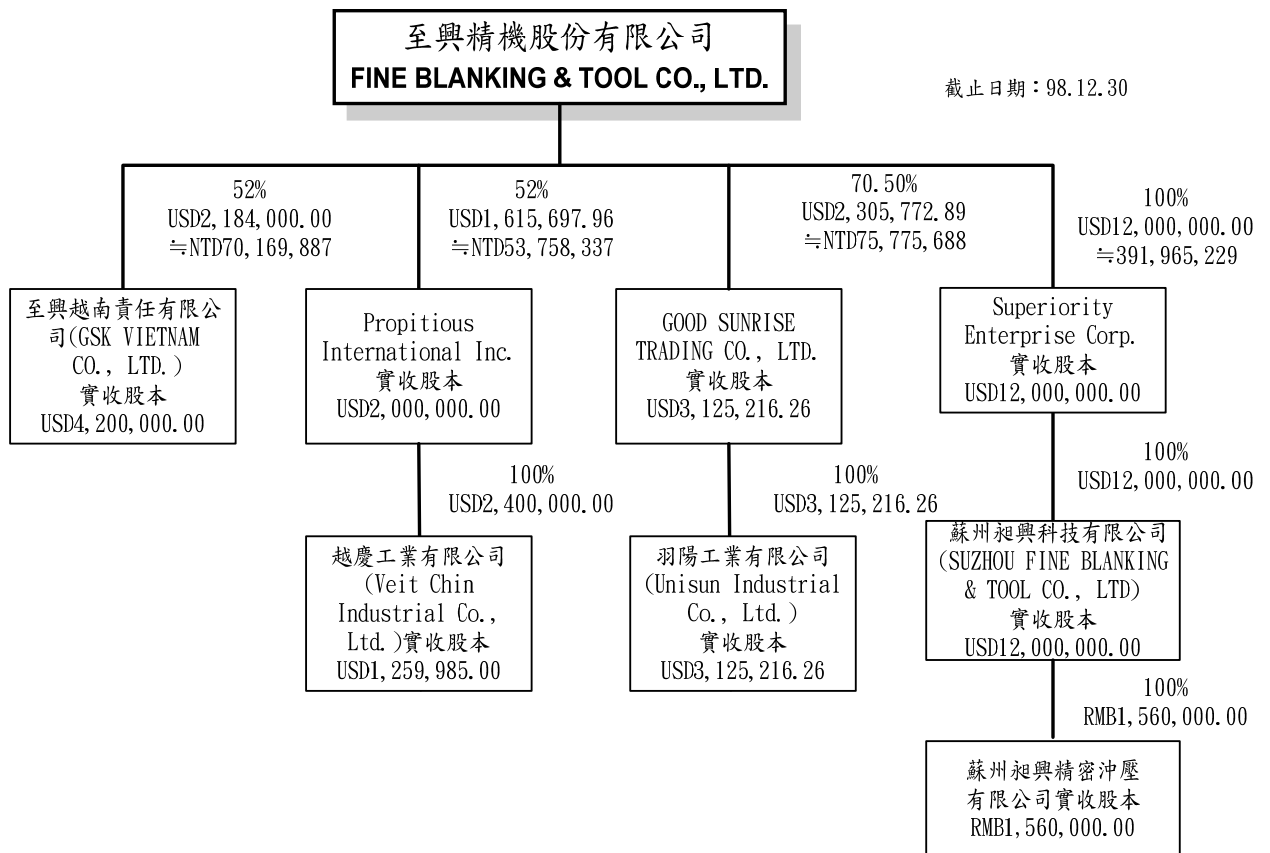 至興精機股份有限公司
FINE BLANKING & TOOL CO., LTD.
截止日期：98.12.30
52%
USD2,184,000.00
≒NTD70,169,887
52%
USD1,615,697.96
≒NTD53,758,337
70.50%
USD2,305,772.89
≒NTD75,775,688
100%
USD12,000,000.00
≒391,965,229
至興越南責任有限公
司(GSK VIETNAM
CO., LTD.)
實收股本
USD4,200,000.00
Propitious
International Inc.
實收股本
USD2,000,000.00
GOOD SUNRISE
TRADING CO., LTD.
實收股本
USD3,125,216.26
Superiority
Enterprise Corp.
實收股本
USD12,000,000.00
100%
USD2,400,000.00
100%
USD3,125,216.26
100%
USD12,000,000.00
越慶工業有限公司
(Veit Chin
Industrial Co.,
Ltd.)實收股本
USD1,259,985.00
羽陽工業有限公司
(Unisun Industrial
Co., Ltd.)
實收股本
USD3,125,216.26
蘇州昶興科技有限公司
(SUZHOU FINE BLANKING
& TOOL CO., LTD)
實收股本
USD12,000,000.00
100%
RMB1,560,000.00
蘇州昶興精密沖壓
有限公司實收股本
RMB1,560,000.00